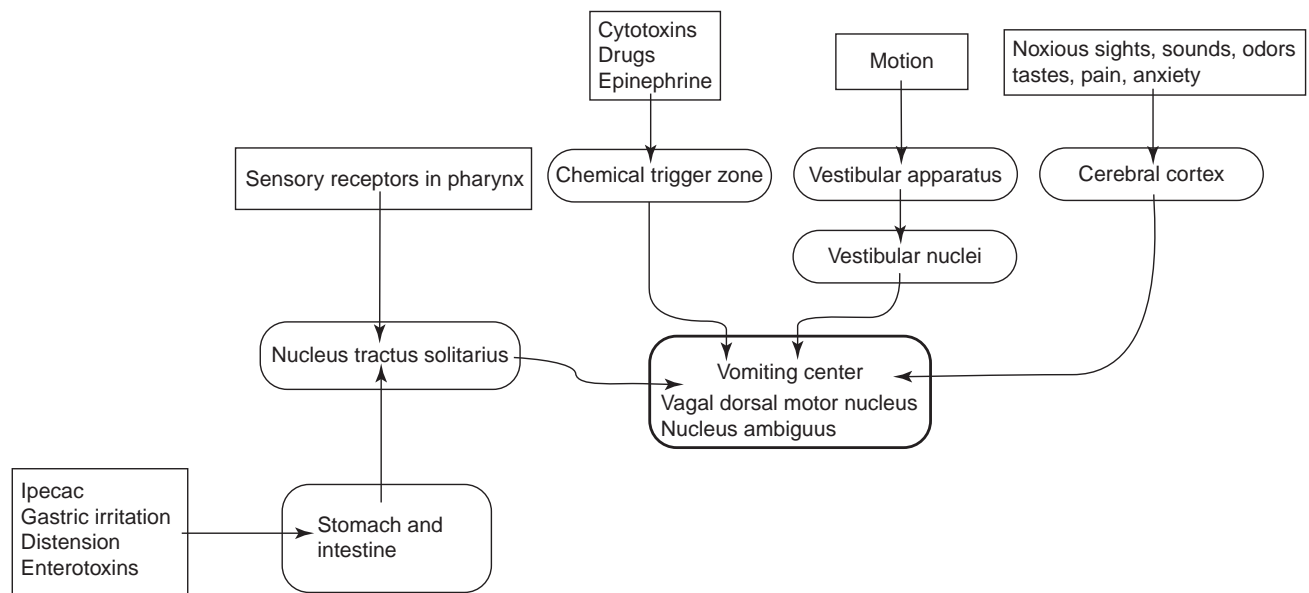 Cytotoxins
Drugs
Epinephrine
Motion
Noxious sights, sounds, odors
tastes, pain, anxiety
Sensory receptors in pharynx
Chemical trigger zone
Vestibular apparatus
Cerebral cortex
Vestibular nuclei
Nucleus tractus solitarius
Vomiting center
Vagal dorsal motor nucleus
Nucleus ambiguus
Ipecac
Gastric irritation
Distension
Enterotoxins
Stomach and
intestine